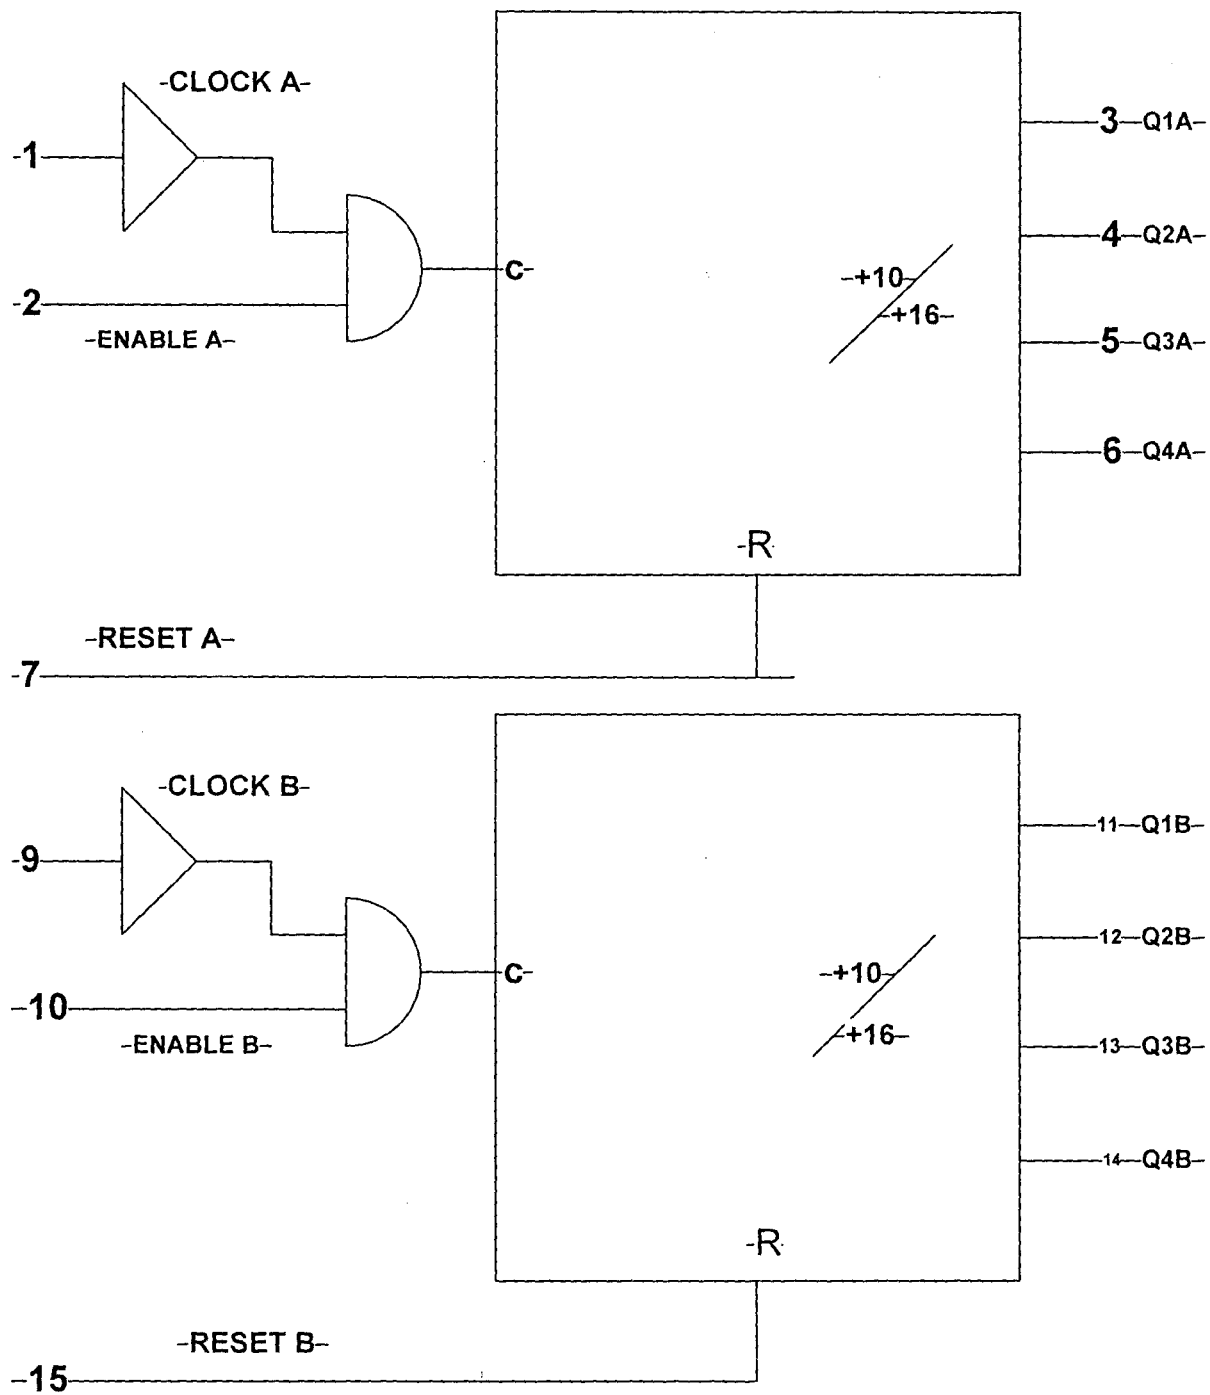 -CLOCK A-
-1
3 -Q1A-
4 -Q2A-
C-
-+10-
-2
-+16-
-ENABLE A-
5 -Q3A-
6 -Q4A-
-R
-RESET A-
-7
-CLOCK B-
11 -Q1B-
-9
12 -Q2B-
C-
-+10-
-10
-+16-
-ENABLE B-
13 -Q3B-
14 -Q4B-
-R
-RESET B-
-15